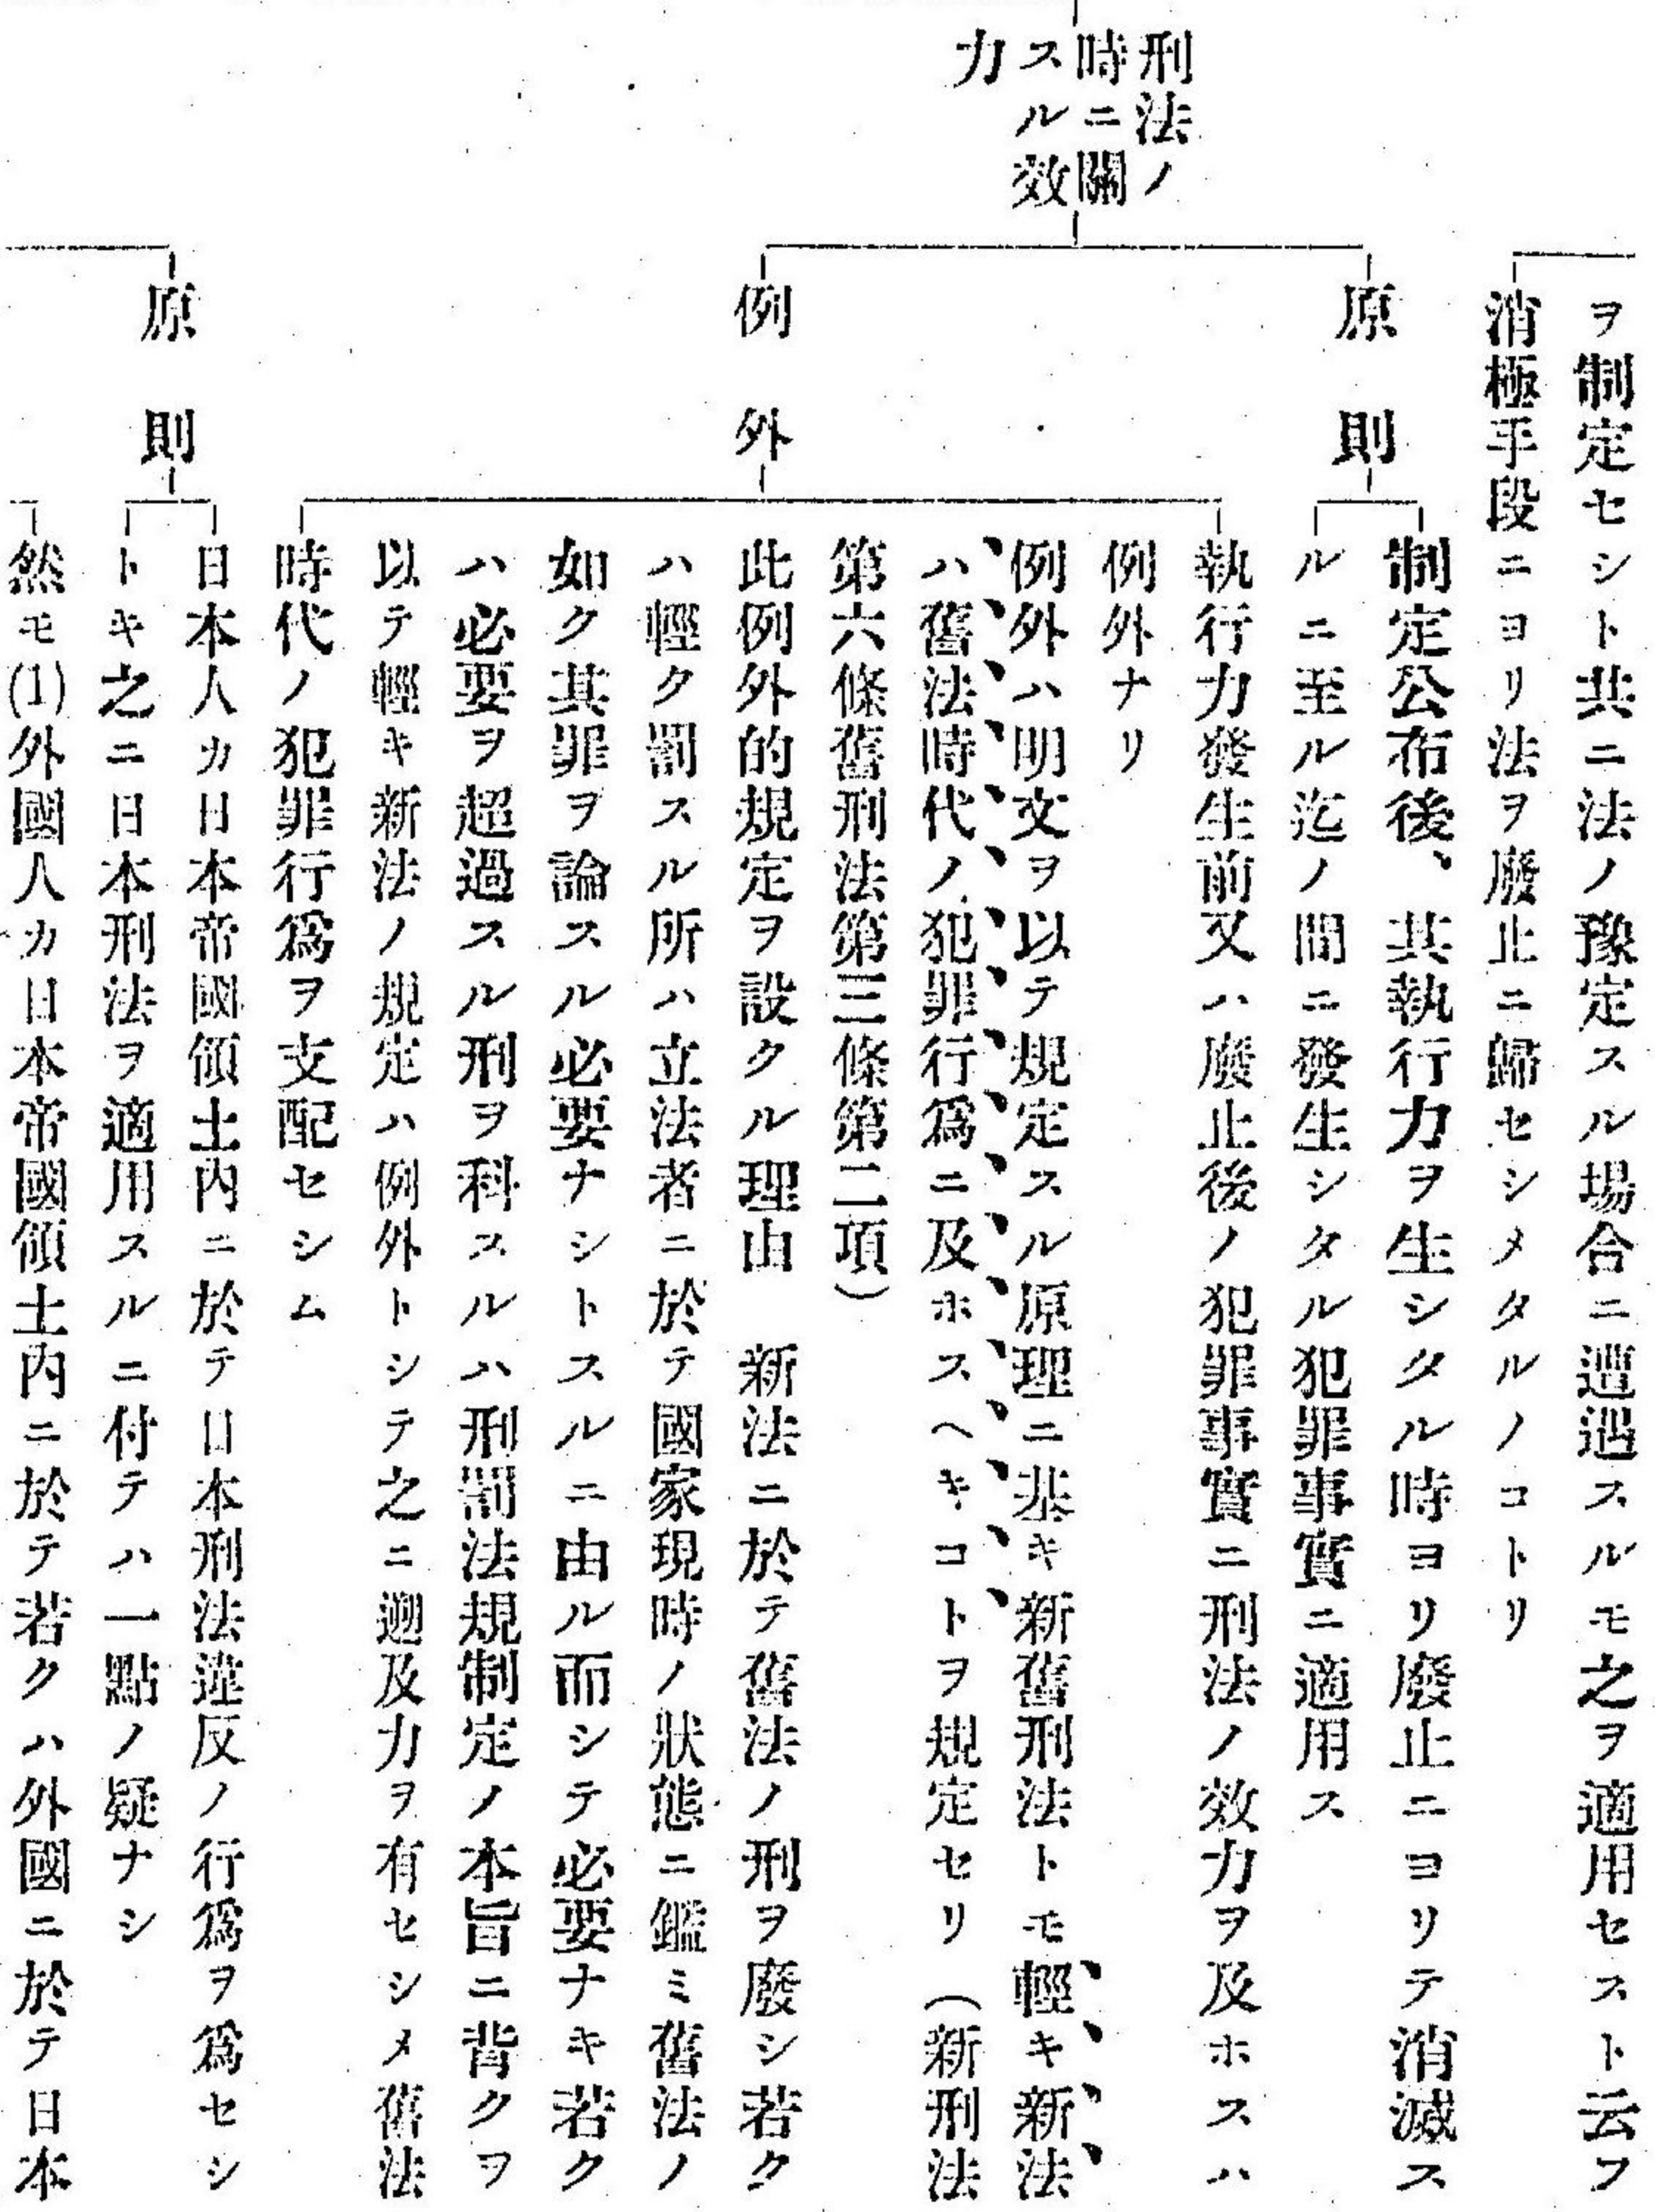 ヲ制定セシト共ニ法ノ豫定スル場合ニ遭遇スルモ之ヲ適用セスト云フ
消極手段ニヨリ法ヲ廢止ニ歸セシメタルノコトリ
刑法ノ
時ニ關
スル效
力
原則
制定公布後、其執行力ヲ生シタル時ヨリ廢止ニヨリテ消滅ス
ルニ至ル迄ノ間ニ發生シタル犯罪事實ニ適用ス
例外
執行力發生前又ハ廢止後ノ犯罪事實ニ刑法ノ效力ヲ及ホスハ
例外ナリ
例外ハ明文ヲ以テ規定スル原理ニ基キ新舊刑法トモ輕キ新法
ハ舊法時代ノ犯罪行爲ニ及ホスヘキコトヲ規定セリ(新刑法
第六條舊刑法第三條第二項)
此例外的規定ヲ設クル理由 新法ニ於テ舊法ノ刑ヲ廢シ若ク
ハ輕ク罰スル所ハ立法者ニ於テ國家現時ノ狀態ニ鑑ミ舊法ノ
如ク其罪ヲ論スル必要ナシトスルニ由ル而シテ必要ナキ若ク
ハ必要ヲ超過スル刑ヲ科スルハ刑罰法規制定ノ本旨ニ背クヲ
以テ輕キ新法ノ規定ハ例外トシテ之ニ遡及力ヲ有セシメ舊法
時代ノ犯罪行爲ヲ支配セシム
原則
日本人カ日本帝國領土內ニ於テ日本刑法違反ノ行爲ヲ爲セシ
トキ之ニ日本刑法ヲ適用スルニ付テハ一點ノ疑ナシ
然モ(1)外國人カ日本帝國領土內ニ於テ若クハ外國ニ於テ日本